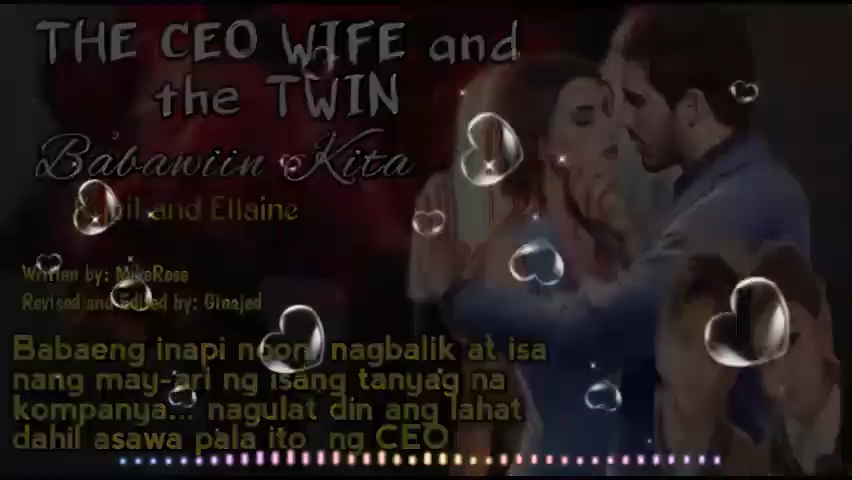 THE CEO WIFE and
the TWIN
Babawiin Kita
and Ellaine
Written by: MikeRose
Revised and Edited by: Ginajed
Babaeng inapi noon, nagbalik at isa
nang may-ari ng isang tanyag na
kompanya... nagulat din ang lahat
dahil asawa pala ito ng CEO